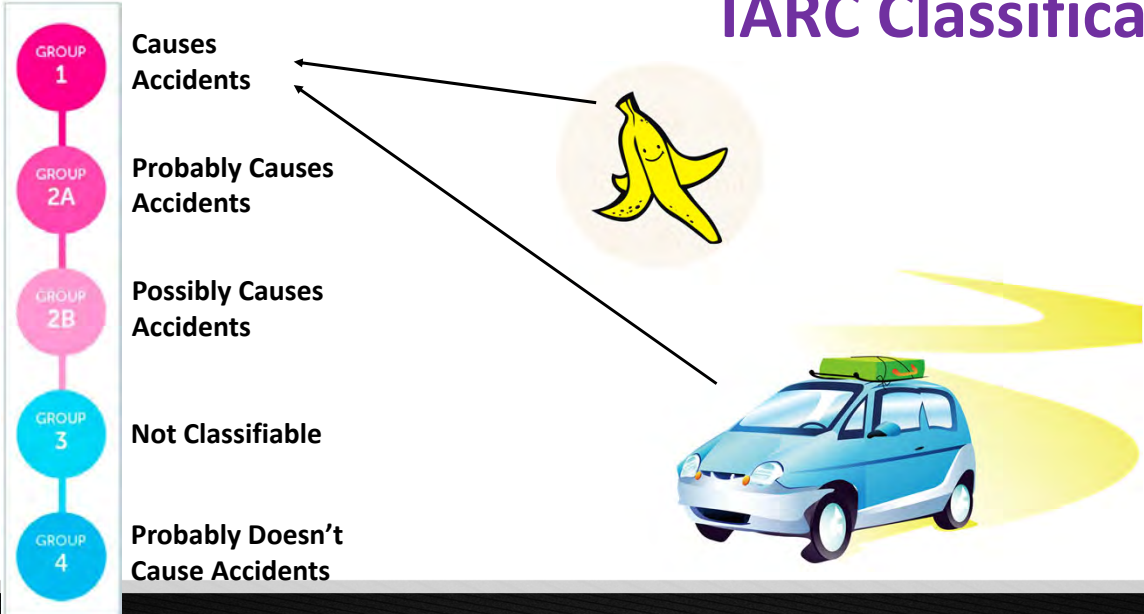 IARC Classifica
GROUP
1
Causes
Accidents
GROUP
2A
Probably Causes
Accidents
GROUP
2B
Possibly Causes
Accidents
GROUP
3
Not Classifiable
GROUP
4
Probably Doesn’t
Cause Accidents